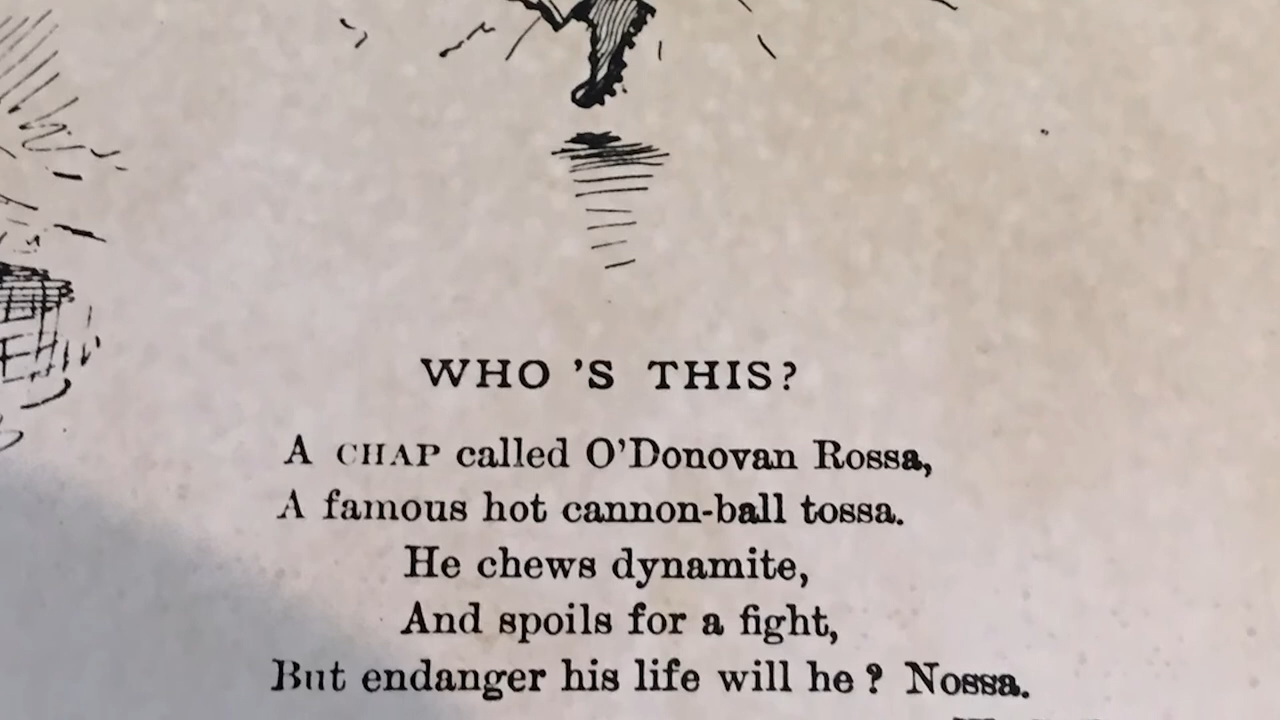 WHO 'S THIS?
A CHAP called O'Donovan Rossa,
A famous hot cannon-ball tossa.
He chews dynamite,
And spoils for a fight,
But endanger his life will he? Nossa.